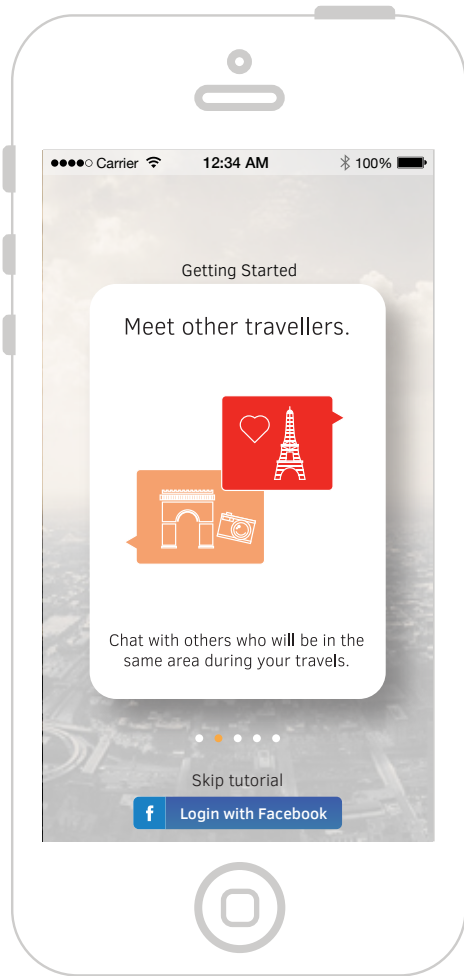 Carrier 12:34 AM 100%
Getting Started
Meet other travellers.
Chat with others who will be in the
same area during your travels.
Skip tutorial
f Login with Facebook